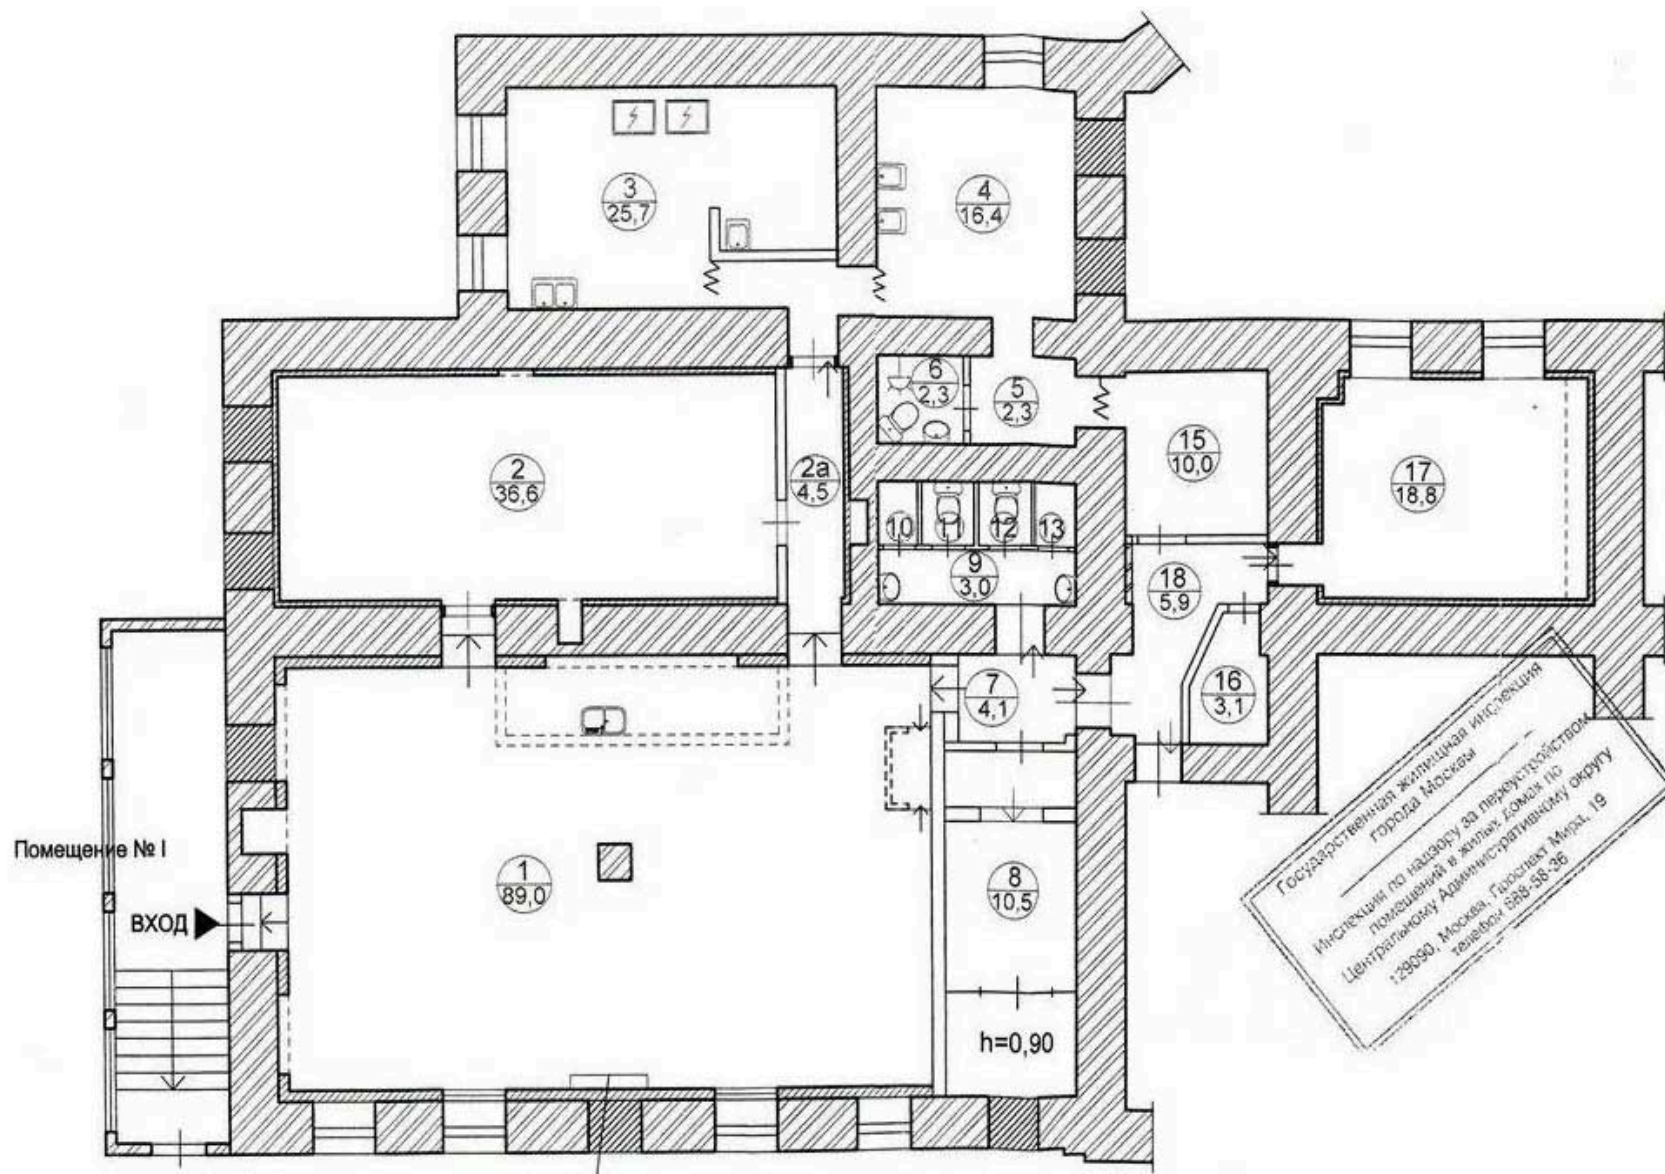 3
25,7
4
16,4
6
2,3
5
2,3
2
36,6
2а
4,5
15
10,0
17
18,8
10
11
12
13
9
3,0
18
5,9
7
4,1
16
3,1
Помещение № I
1
89,0
ВХОД
8
10,5
h=0,90
Государственная жилищная инспекция
города Москвы
Инспекция по надзору за переустройством
помещений в жилых домах по
Центральному Административному округу
129090, Москва, Проспект Мира, 19
телефон 688-58-36